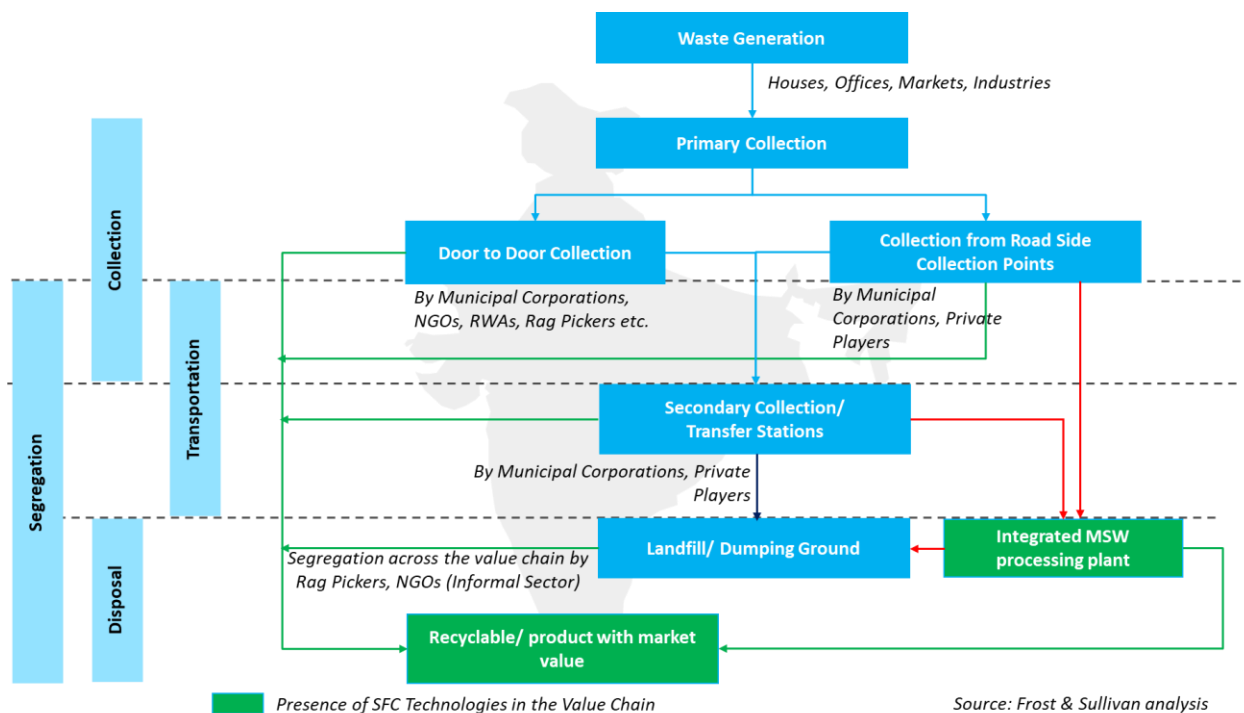 Waste Generation
Houses, Offices, Markets, Industries
Primary Collection
Collection
Door to Door Collection
Collection from Road Side
Collection Points
By Municipal Corporations,
NGOs, RWAs, Rag Pickers etc.
By Municipal
Corporations, Private
Players
Segregation
Transportation
Secondary Collection/
Transfer Stations
By Municipal Corporations, Private
Players
Disposal
Landfill/ Dumping Ground
Integrated MSW
processing plant
Segregation across the value chain by
Rag Pickers, NGOs (Informal Sector)
Recyclable/ product with market
value
Presence of SFC Technologies in the Value Chain
Source: Frost & Sullivan analysis